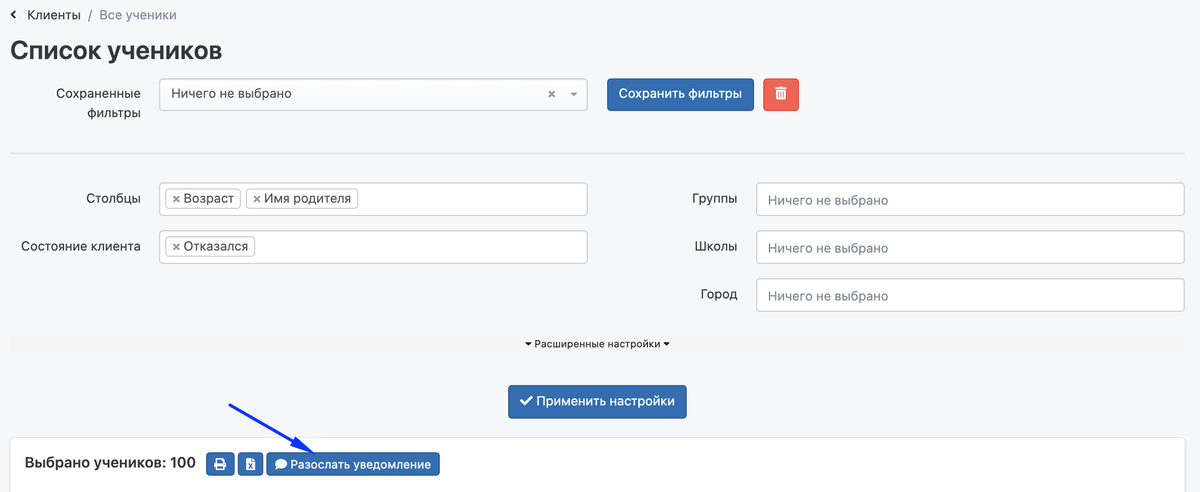 Клиенты / Все ученики
Список учеников
Сохраненные
фильтры
Ничего не выбрано
Сохранить фильтры
Столбцы
× Возраст × Имя родителя
Группы
Ничего не выбрано
Состояние клиента
× Отказался
Школы
Ничего не выбрано
Город
Ничего не выбрано
Расширенные настройки
Применить настройки
Выбрано учеников: 100
Разослать уведомление